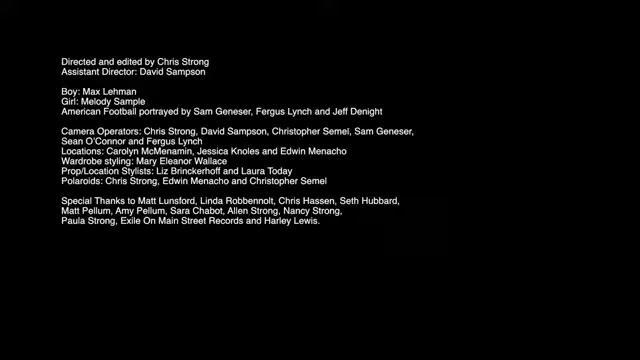 Directed and edited by Chris Strong
Assistant Director: David Sampson
Boy: Max Lehman
Girl: Melody Sample
American Football portrayed by Sam Geneser, Fergus Lynch and Jeff Denight
Camera Operators: Chris Strong, David Sampson, Christopher Semel, Sam Geneser,
Sean O'Connor and Fergus Lynch
Locations: Carolyn McMenamin, Jessica Knoles and Edwin Menacho
Wardrobe styling: Mary Eleanor Wallace
Prop/Location Stylists: Liz Brinckerhoff and Laura Today
Polaroids: Chris Strong, Edwin Menacho and Christopher Semel
Special Thanks to Matt Lunsford, Linda Robbennolt, Chris Hassen, Seth Hubbard,
Matt Pellum, Amy Pellum, Sara Chabot, Allen Strong, Nancy Strong,
Paula Strong, Exile On Main Street Records and Harley Lewis.